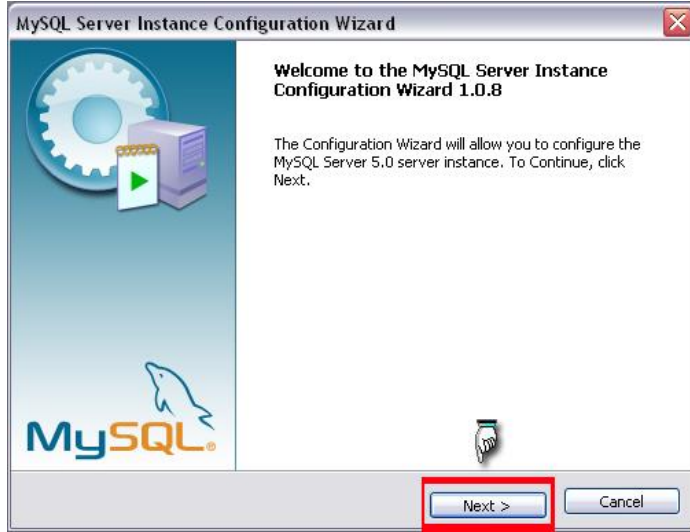 MySQL Server Instance Configuration Wizard
Welcome to the MySQL Server Instance
Configuration Wizard 1.0.8
The Configuration Wizard will allow you to configure the
MySQL Server 5.0 server instance. To Continue, click
Next.
MySQL®
Next >
Cancel